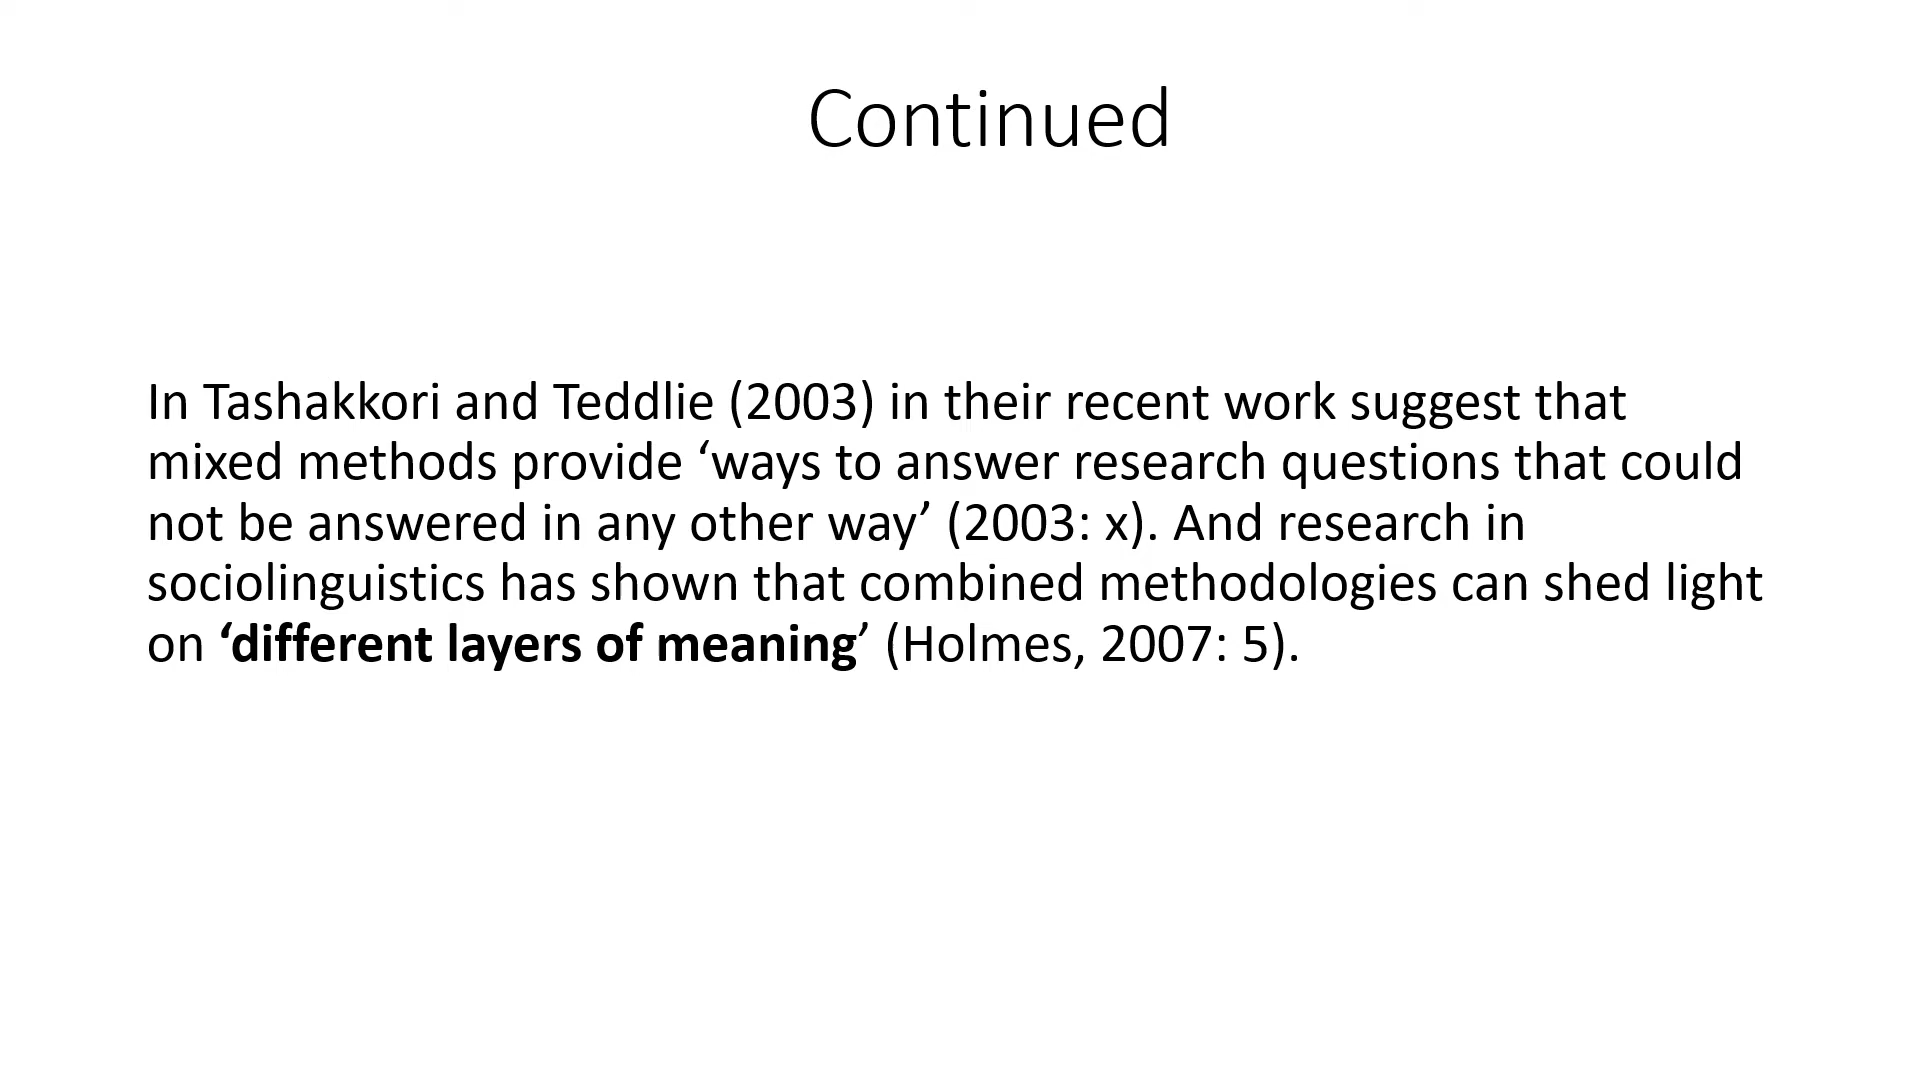 Continued
In Tashakkori and Teddlie (2003) in their recent work suggest that
mixed methods provide ‘ways to answer research questions that could
not be answered in any other way’ (2003: x). And research in
sociolinguistics has shown that combined methodologies can shed light
on ‘different layers of meaning’ (Holmes, 2007: 5).